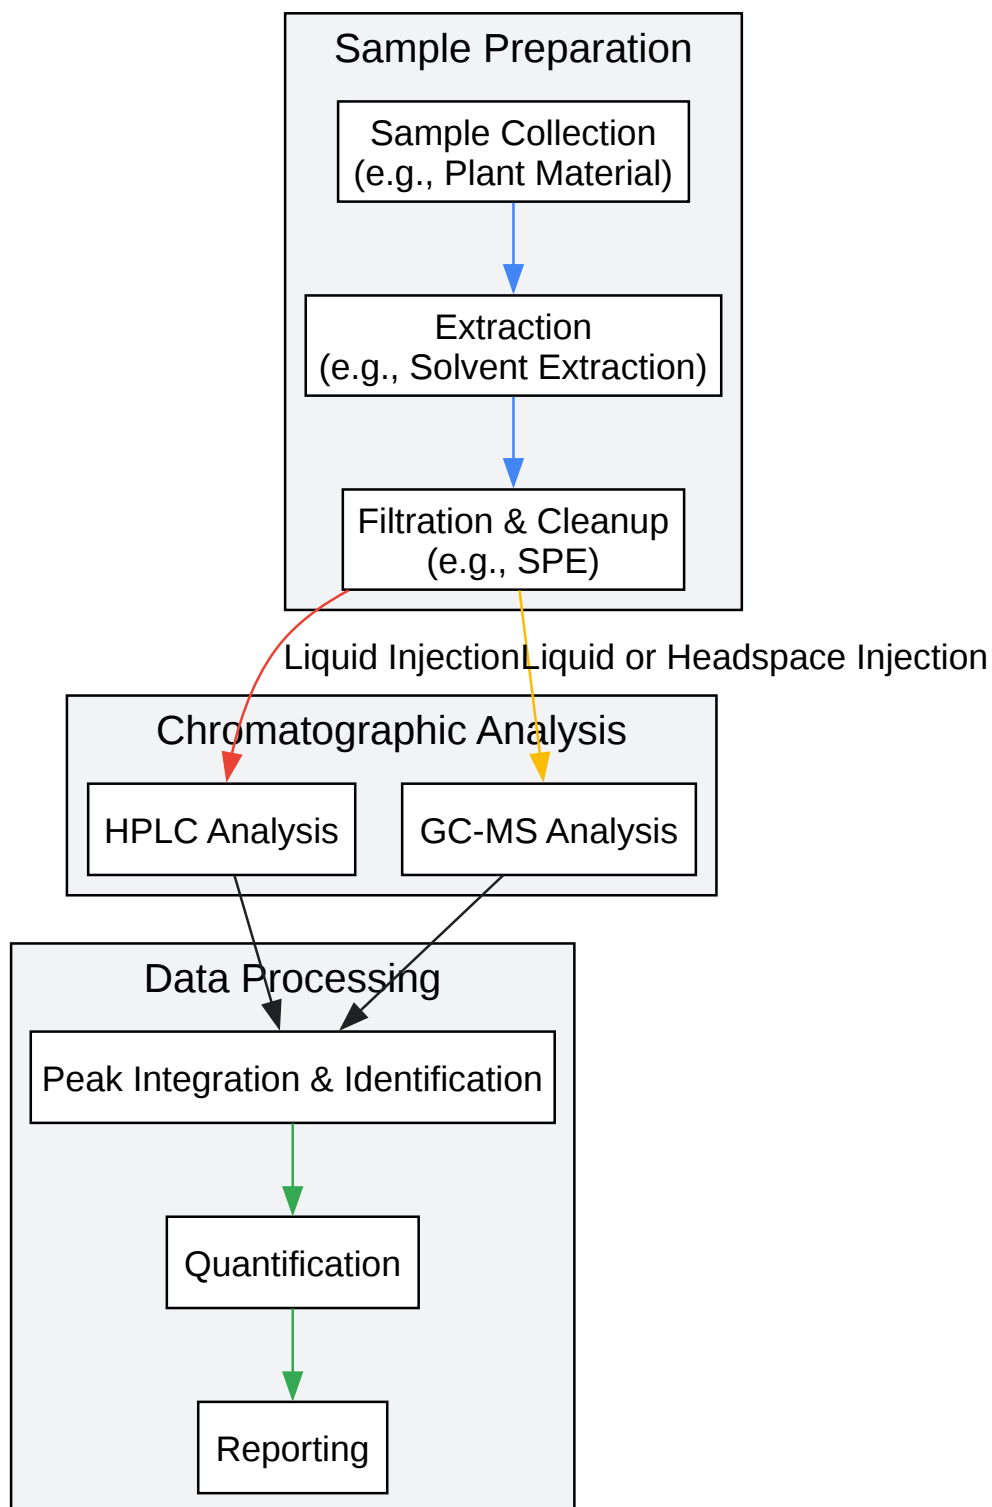 Sample Preparation
Sample Collection
(e.g., Plant Material)
Extraction
(e.g., Solvent Extraction)
Filtration & Cleanup
(e.g., SPE)
Liquid Injection
Liquid or Headspace Injection
Chromatographic Analysis
HPLC Analysis
GC-MS Analysis
Data Processing
Peak Integration & Identification
Quantification
Reporting